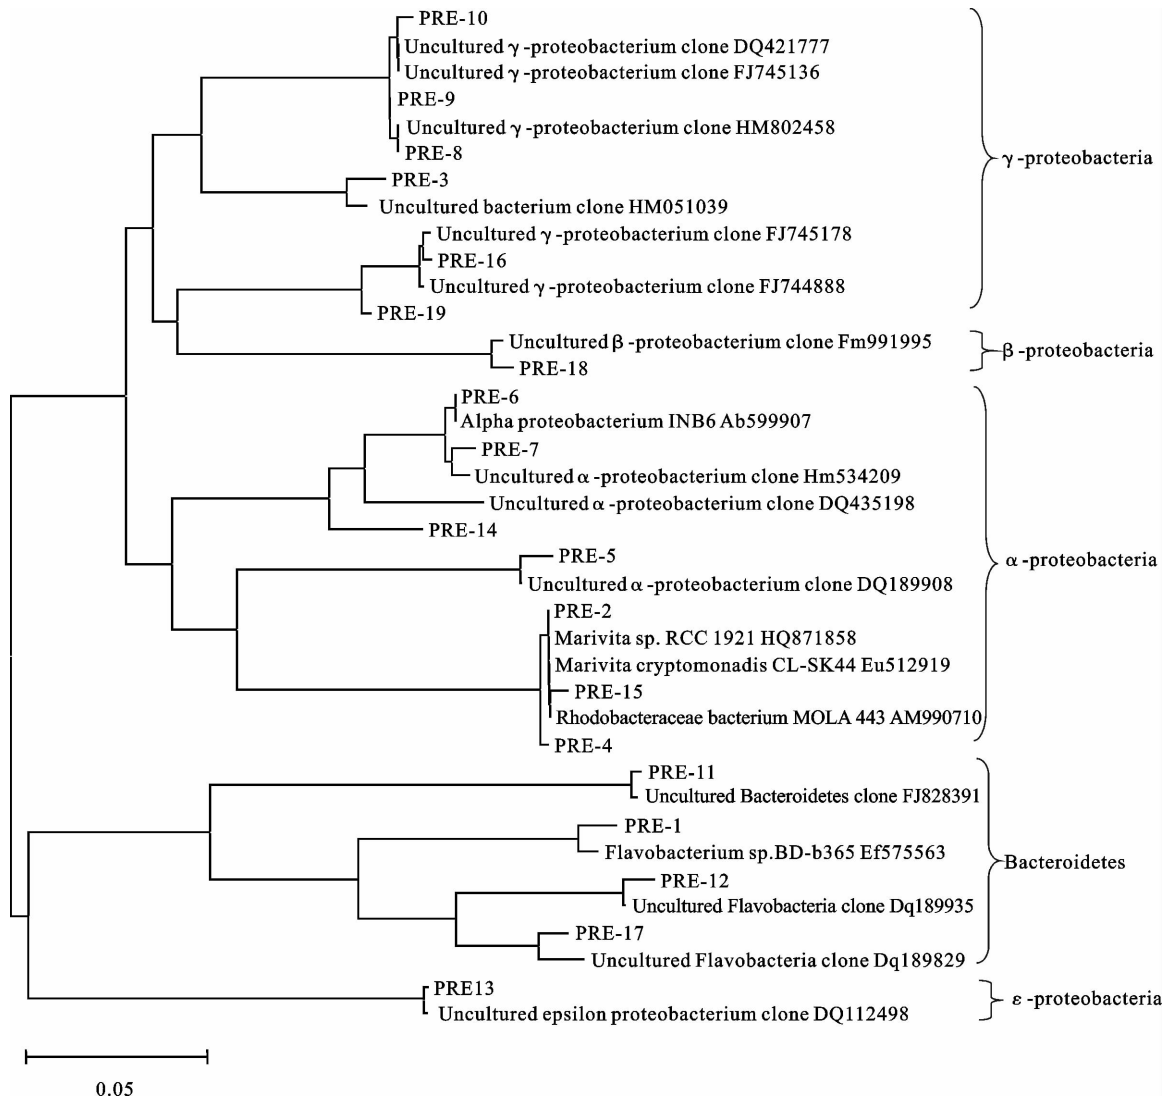 PRE-10
Uncultured γ-proteobacterium clone DQ421777
Uncultured γ-proteobacterium clone FJ745136
PRE-9
Uncultured γ-proteobacterium clone HM802458
PRE-8
γ-proteobacteria
PRE-3
Uncultured bacterium clone HM051039
Uncultured γ-proteobacterium clone FJ745178
PRE-16
Uncultured γ-proteobacterium clone FJ744888
PRE-19
Uncultured β-proteobacterium clone Fm991995
β-proteobacteria
PRE-18
PRE-6
Alpha proteobacterium INB6 Ab599907
PRE-7
Uncultured α-proteobacterium clone Hm534209
Uncultured α-proteobacterium clone DQ435198
PRE-14
PRE-5
α-proteobacteria
Uncultured α-proteobacterium clone DQ189908
PRE-2
Marivita sp. RCC 1921 HQ871858
Marivita cryptomonadis CL-SK44 Eu512919
PRE-15
Rhodobacteraceae bacterium MOLA 443 AM990710
PRE-4
PRE-11
Uncultured Bacteroidetes clone FJ828391
PRE-1
Flavobacterium sp.BD-b365 Ef575563
Bacteroidetes
PRE-12
Uncultured Flavobacteria clone Dq189935
PRE-17
Uncultured Flavobacteria clone Dq189829
PRE13
ε-proteobacteria
Uncultured epsilon proteobacterium clone DQ112498
0.05